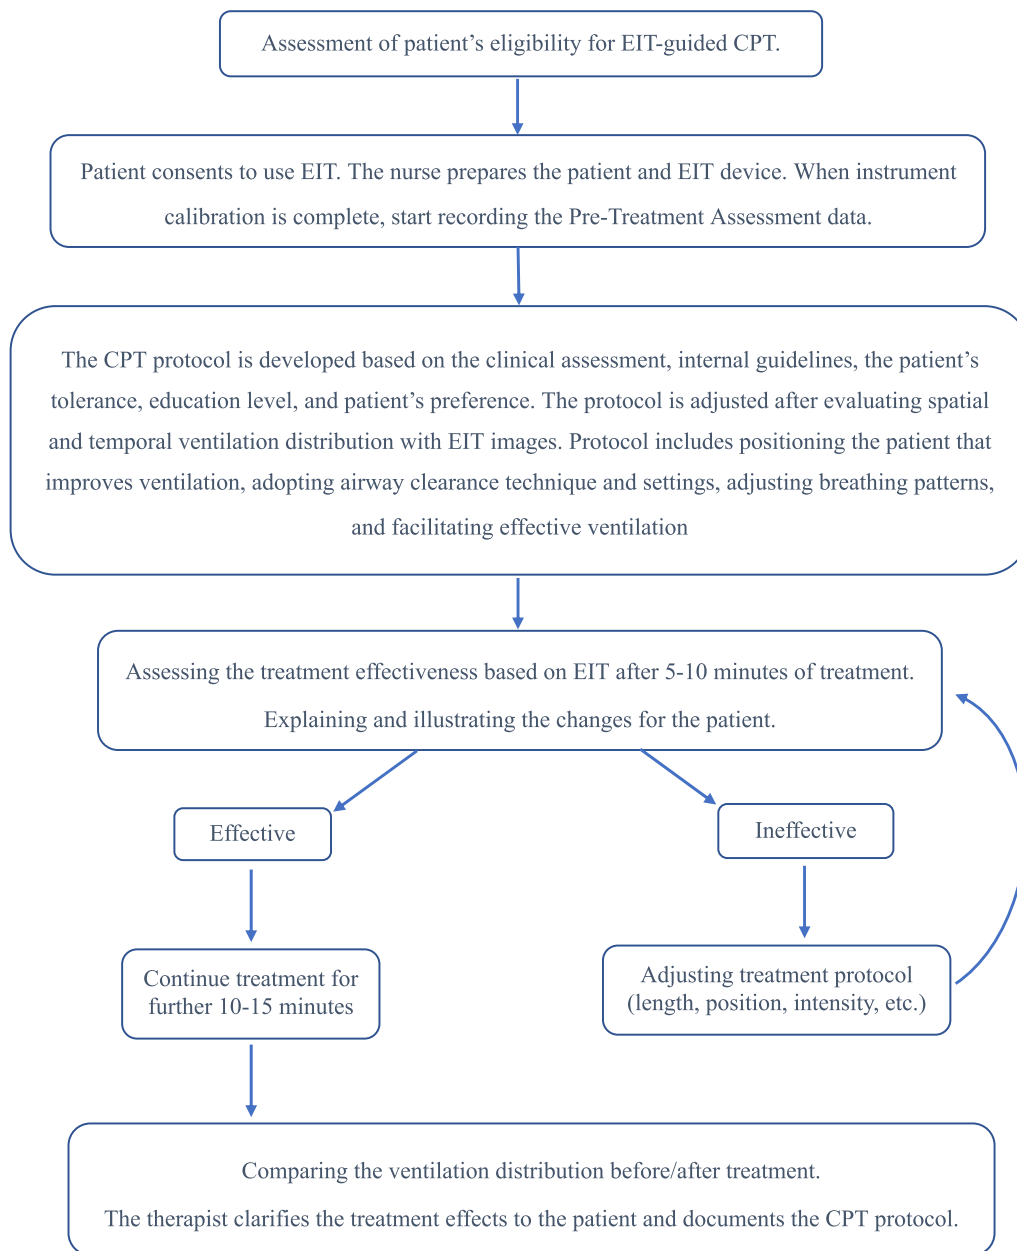 Assessment of patient’s eligibility for EIT-guided CPT.
Patient consents to use EIT. The nurse prepares the patient and EIT device. When instrument
calibration is complete, start recording the Pre-Treatment Assessment data.
The CPT protocol is developed based on the clinical assessment, internal guidelines, the patient’s
tolerance, education level, and patient’s preference. The protocol is adjusted after evaluating spatial
and temporal ventilation distribution with EIT images. Protocol includes positioning the patient that
improves ventilation, adopting airway clearance technique and settings, adjusting breathing patterns,
and facilitating effective ventilation
Assessing the treatment effectiveness based on EIT after 5-10 minutes of treatment.
Explaining and illustrating the changes for the patient.
Effective
Ineffective
Continue treatment for
further 10-15 minutes
Adjusting treatment protocol
(length, position, intensity, etc.)
Comparing the ventilation distribution before/after treatment.
The therapist clarifies the treatment effects to the patient and documents the CPT protocol.